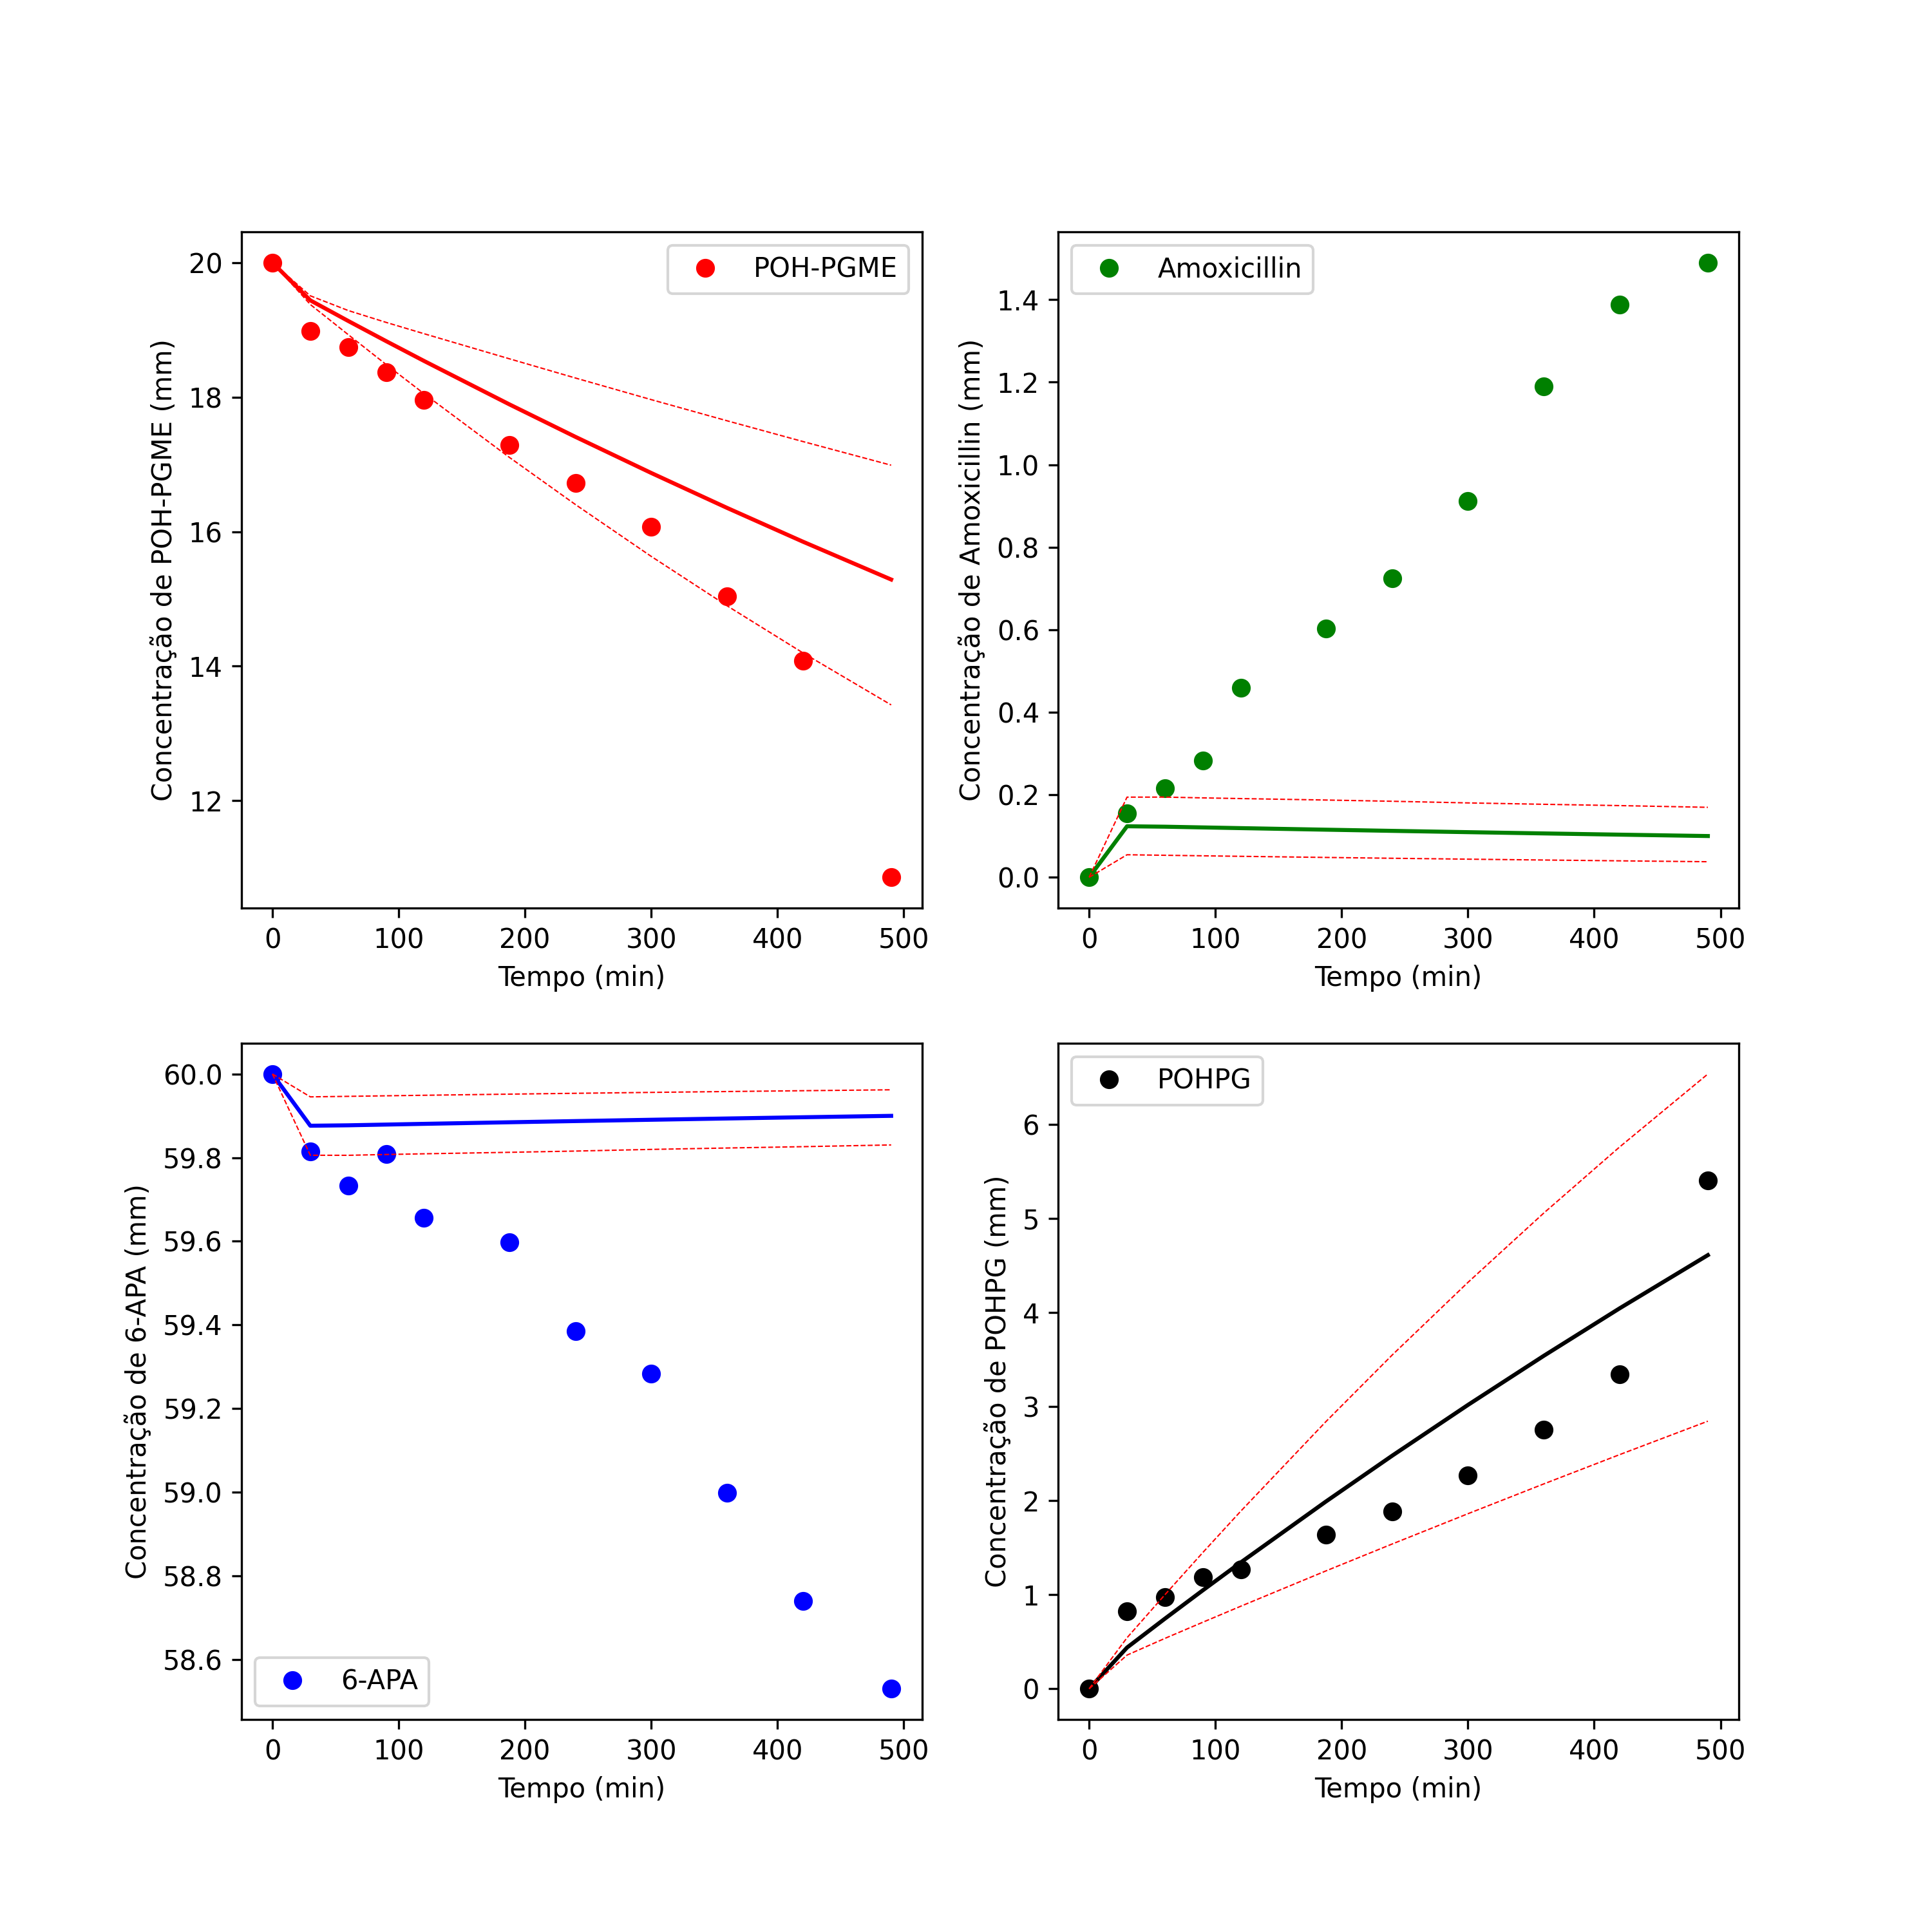 POH-PGME
Concentração de POH-PGME (mm)
20
18
16
14
12
0 100 200 300 400 500
Tempo (min)
Amoxicillin
Concentração de Amoxicillin (mm)
1.4
1.2
1.0
0.8
0.6
0.4
0.2
0.0
0 100 200 300 400 500
Tempo (min)
6-APA
Concentração de 6-APA (mm)
60.0
59.8
59.6
59.4
59.2
59.0
58.8
58.6
0 100 200 300 400 500
Tempo (min)
POHPG
Concentração de POHPG (mm)
6
5
4
3
2
1
0
0 100 200 300 400 500
Tempo (min)